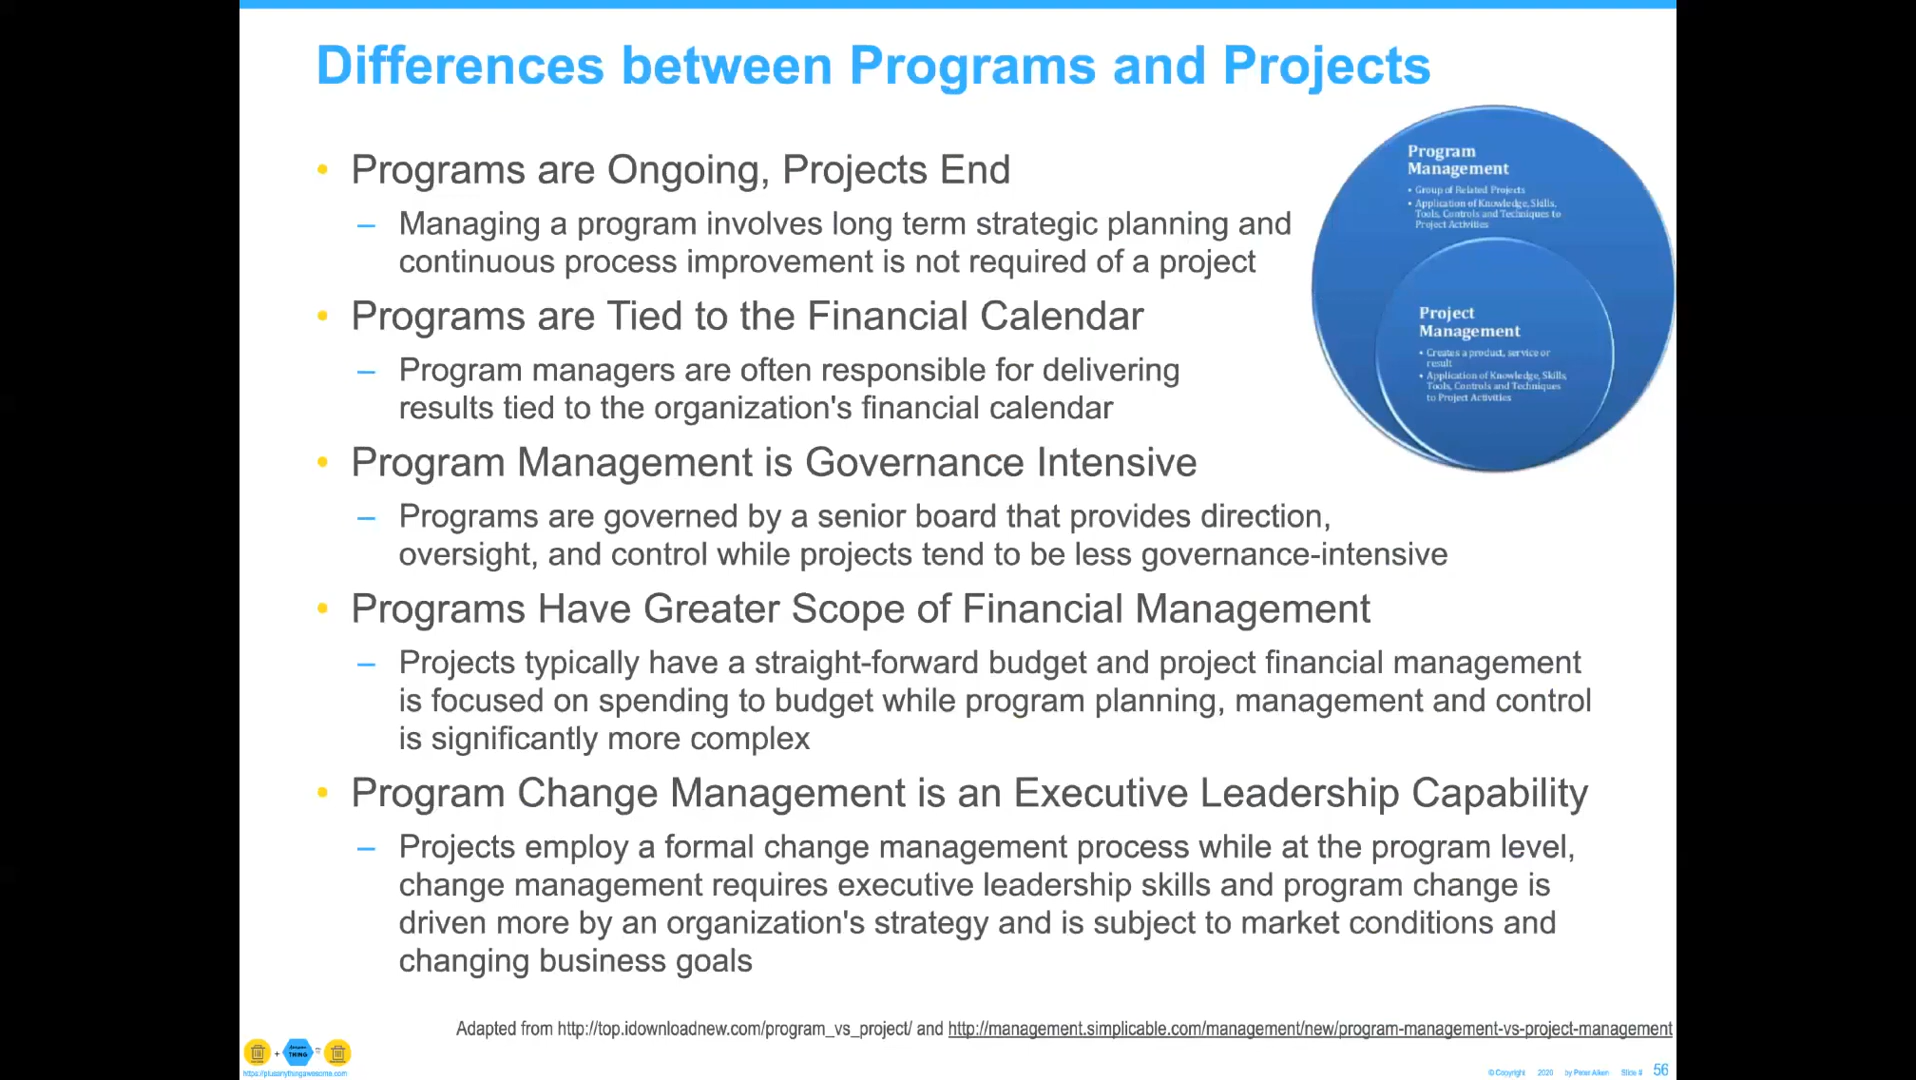 Differences between Programs and Projects
• Programs are Ongoing, Projects End
– Managing a program involves long term strategic planning and
continuous process improvement is not required of a project
• Programs are Tied to the Financial Calendar
– Program managers are often responsible for delivering
results tied to the organization's financial calendar
• Program Management is Governance Intensive
– Programs are governed by a senior board that provides direction,
oversight, and control while projects tend to be less governance-intensive
• Programs Have Greater Scope of Financial Management
– Projects typically have a straight-forward budget and project financial management
is focused on spending to budget while program planning, management and control
is significantly more complex
• Program Change Management is an Executive Leadership Capability
– Projects employ a formal change management process while at the program level,
change management requires executive leadership skills and program change is
driven more by an organization's strategy and is subject to market conditions and
changing business goals
Program
Management
• Group of Related Projects
• Application of Knowledge, Skills,
Tools, Controls and Techniques to
Project Activities
Project
Management
• Creates a product, service or
result
• Application of Knowledge, Skills,
Tools, Controls and Techniques
to Project Activities
Adapted from http://top.idownloadnew.com/program_vs_project/ and http://management.simplicable.com/management/new/program-management-vs-project-management
+ THING
https://plusanythingawesome.com
© Copyright 2020 by Peter Aiken Slide # 56